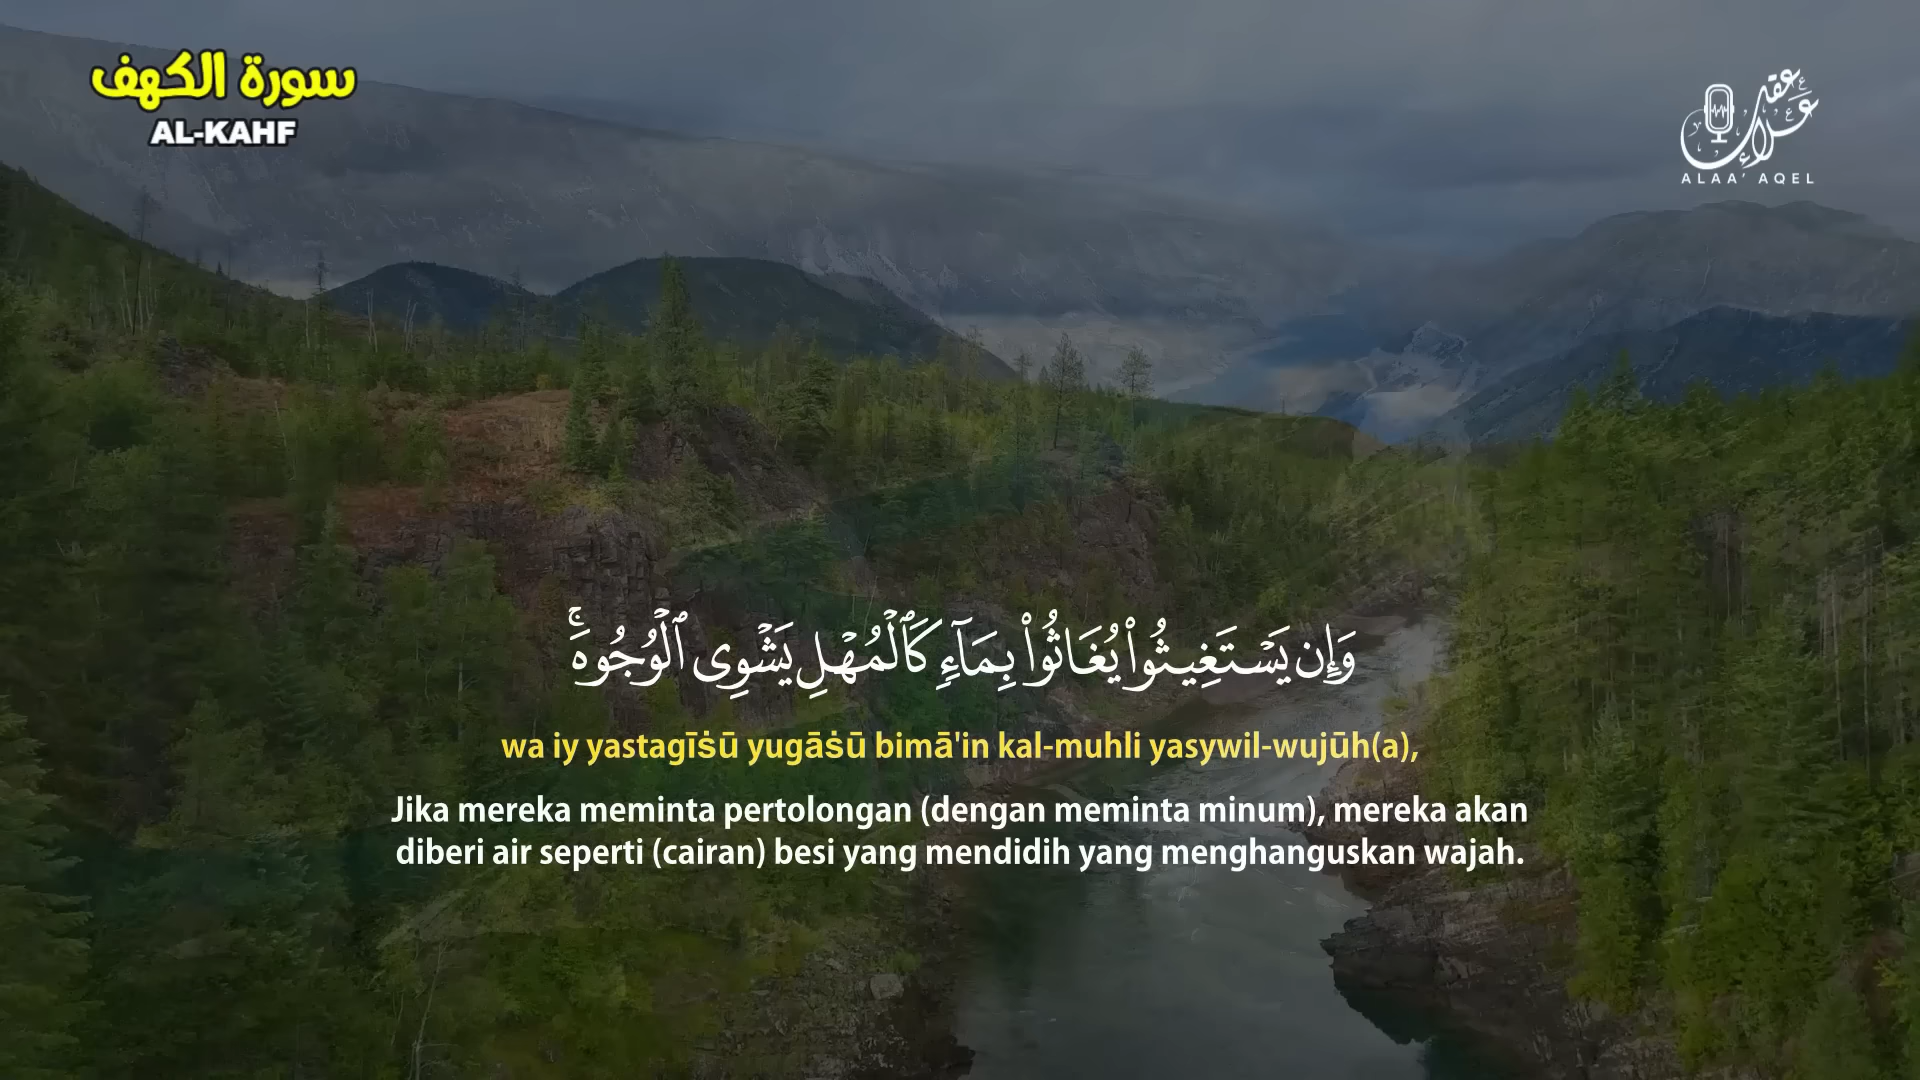 سورة الكهف
AL-KAHF
علاء عقل
ALAA' AQEL
وَإِن يَسْتَغِيثُوا۟ يُغَاثُوا۟ بِمَآءٍ كَٱلْمُهْلِ يَشْوِى ٱلْوُجُوهَ ۚ
wa iy yastagīṡū yugāṡū bimā'in kal-muhli yasywil-wujūh(a),
Jika mereka meminta pertolongan (dengan meminta minum), mereka akan
diberi air seperti (cairan) besi yang mendidih yang menghanguskan wajah.